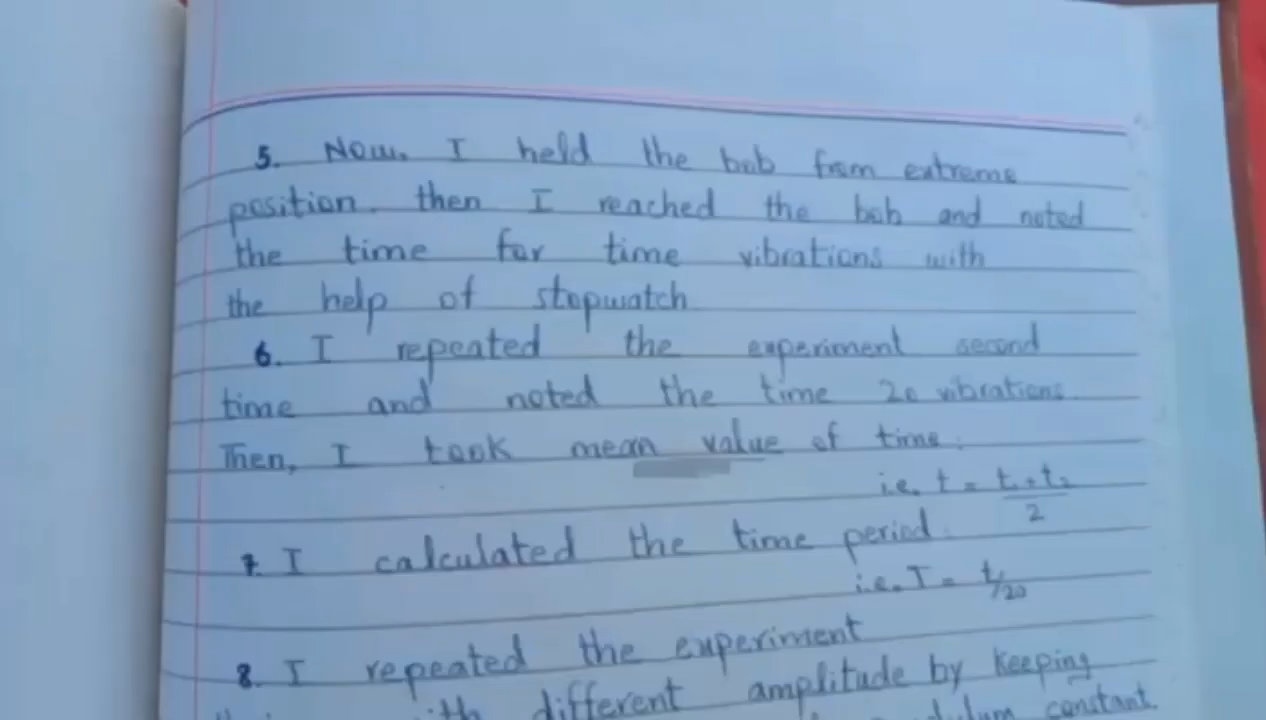 5. Now. I held the bob from extreme
position. then I reached the bob and noted
the time for time vibrations with
the help of stopwatch
6. I repeated the experiment second
time and noted the time 20 vibrations.
Then, I took mean value of time.
i.e. t = t₁+t₂/2
7. I calculated the time period.
i.e. T = t/20
8. I repeated the experiment
different amplitude by keeping
constant.